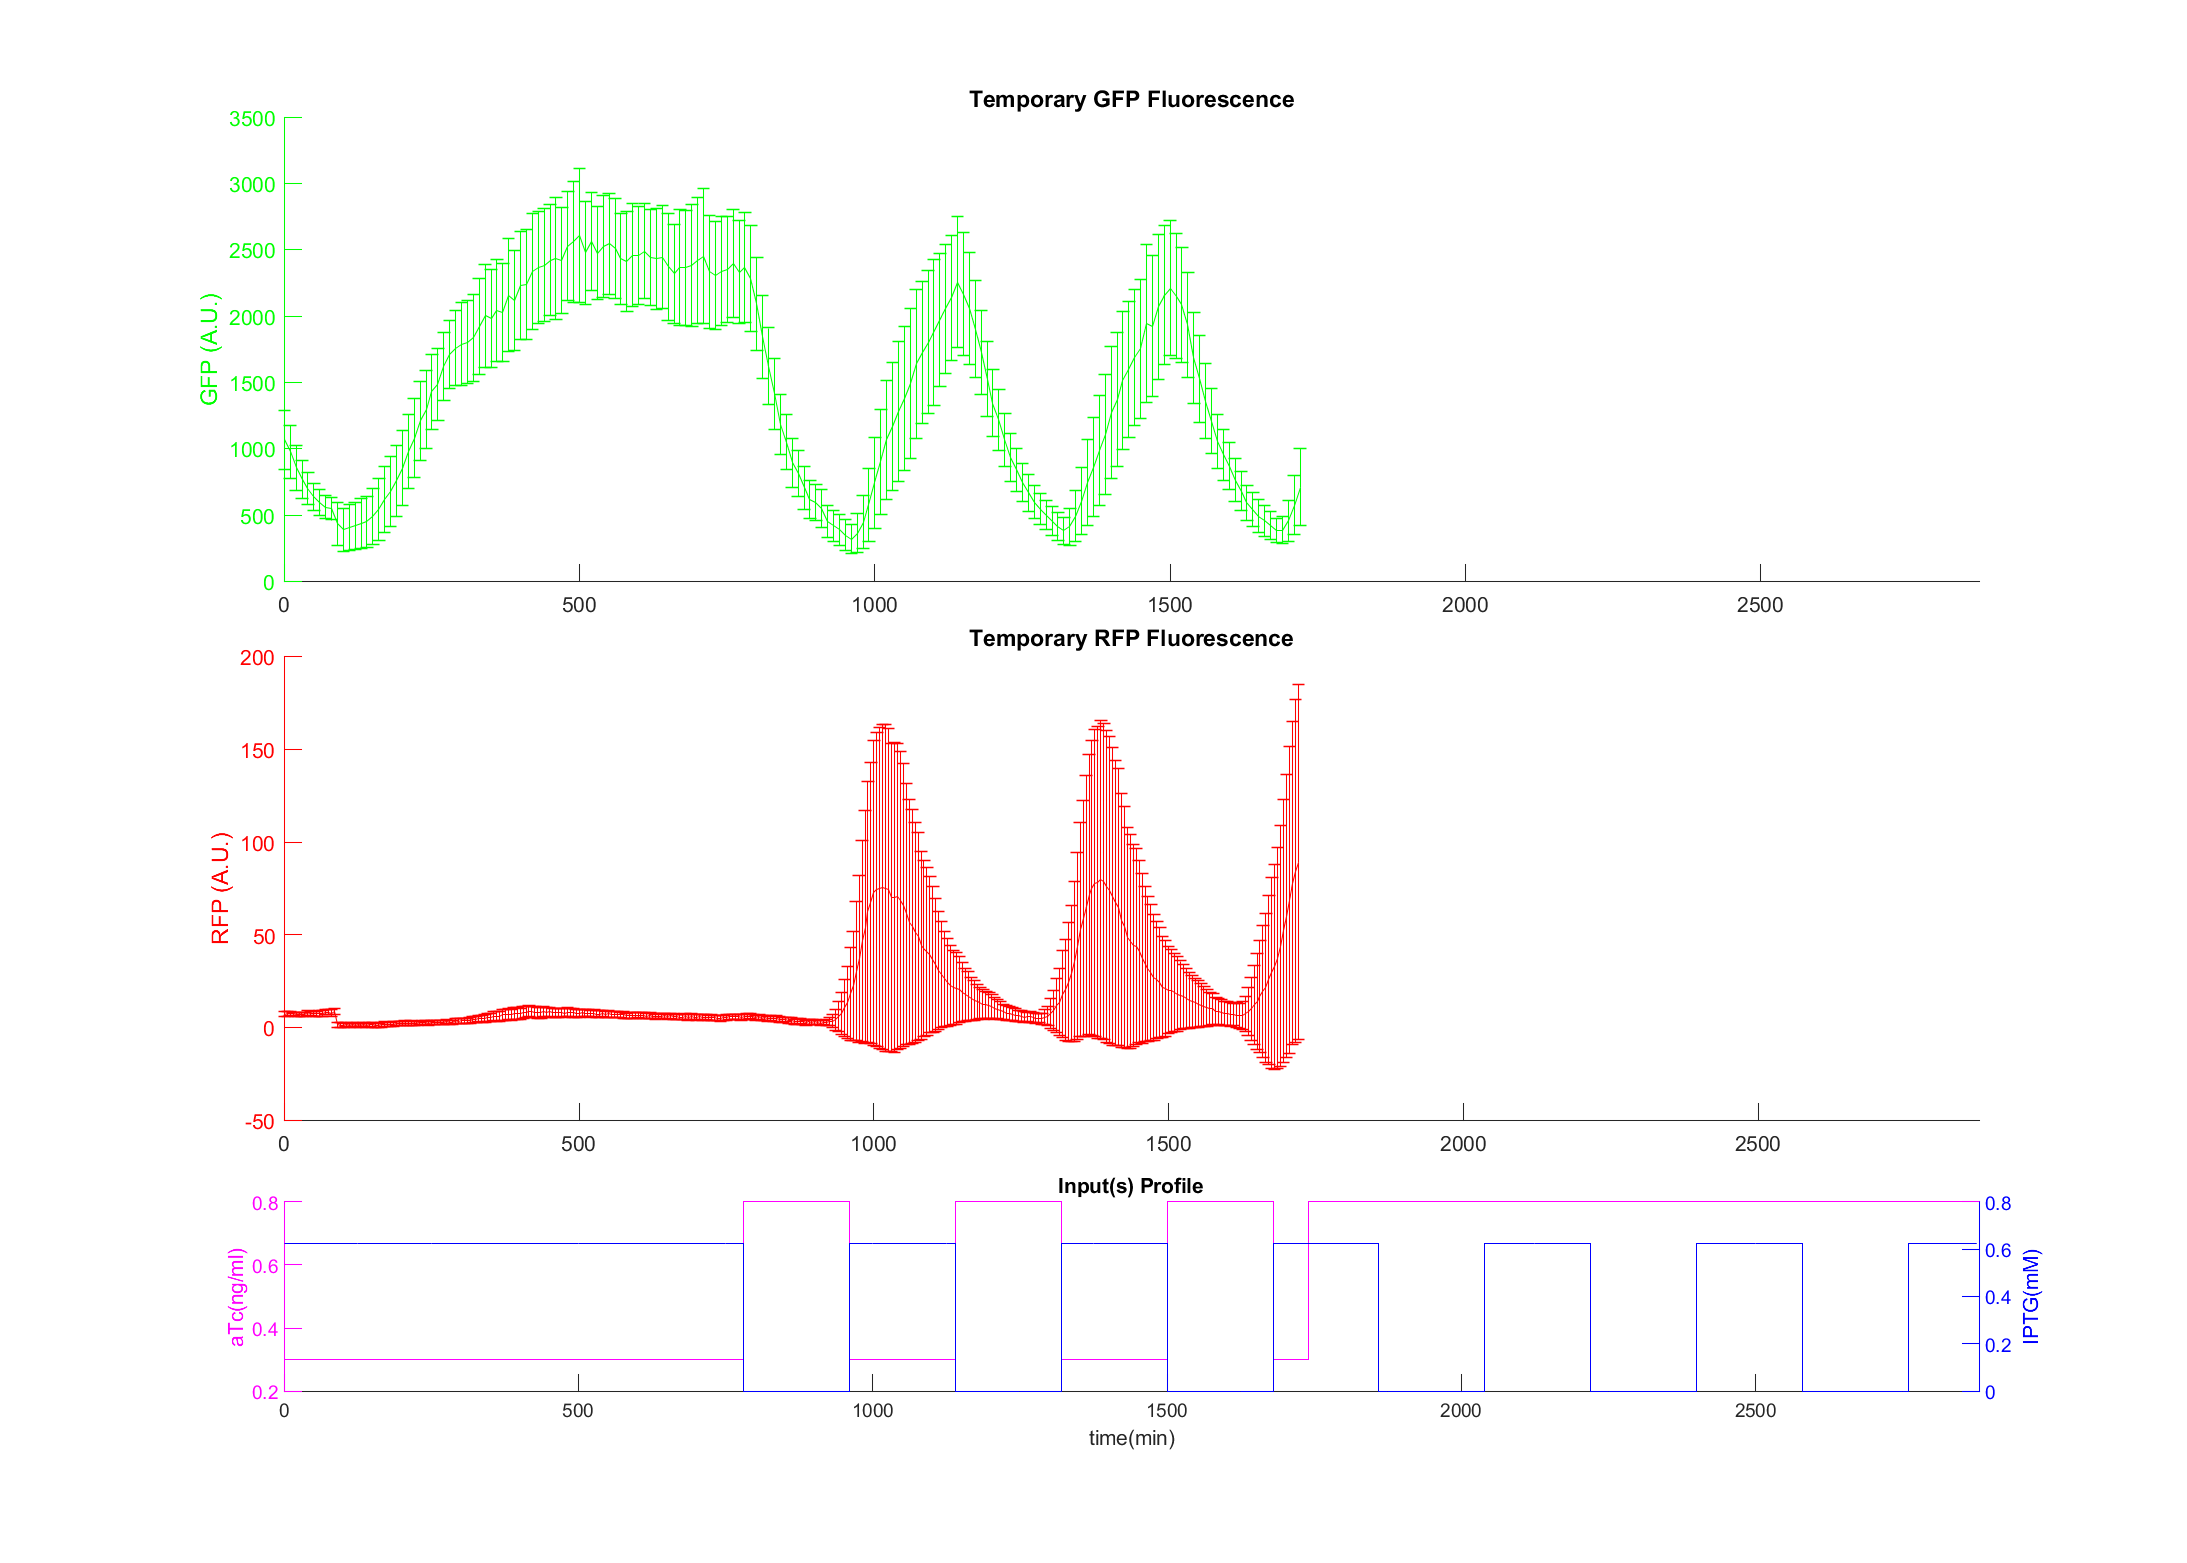 Temporary GFP Fluorescence
GFP (A.U.)
3500
3000
2500
2000
1500
1000
500
0
0 500 1000 1500 2000 2500
Temporary RFP Fluorescence
RFP (A.U.)
200
150
100
50
0
-50
0 500 1000 1500 2000 2500
Input(s) Profile
aTc(ng/ml)
0.8
0.6
0.4
0.2
IPTG(mM)
0.8
0.6
0.4
0.2
0
0 500 1000 1500 2000 2500
time(min)